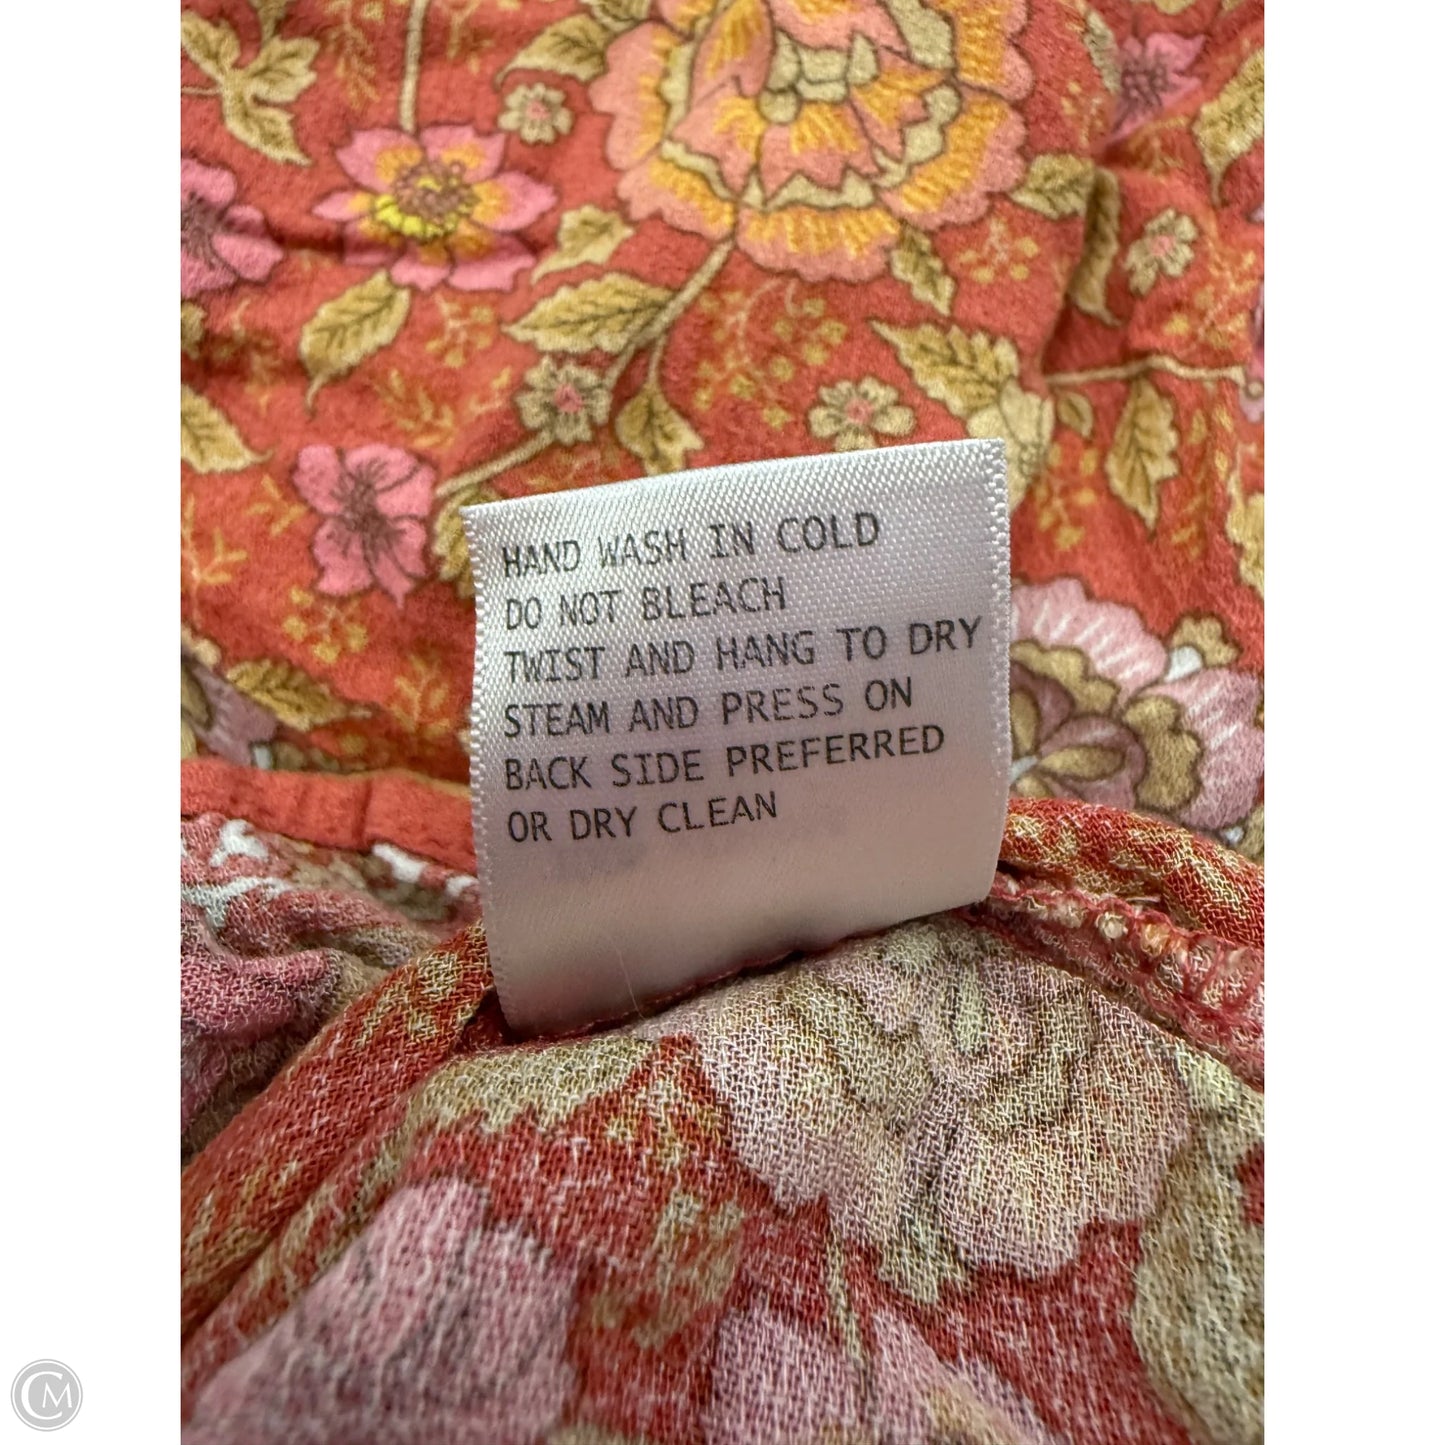 HAND WASH IN COLD
DO NOT BLEACH
TWIST AND HANG TO DRY
STEAM AND PRESS ON
BACK SIDE PREFERRED
OR DRY CLEAN
CM